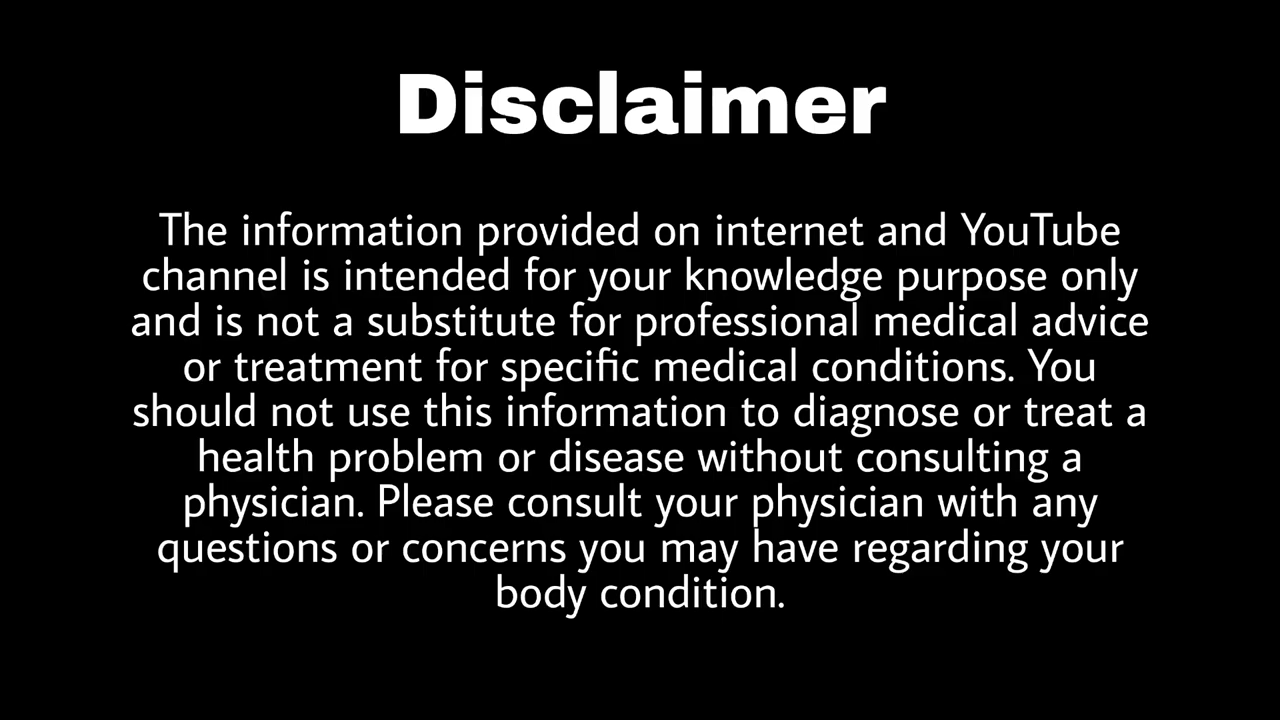 Disclaimer
The information provided on internet and YouTube
channel is intended for your knowledge purpose only
and is not a substitute for professional medical advice
or treatment for specific medical conditions. You
should not use this information to diagnose or treat a
health problem or disease without consulting a
physician. Please consult your physician with any
questions or concerns you may have regarding your
body condition.